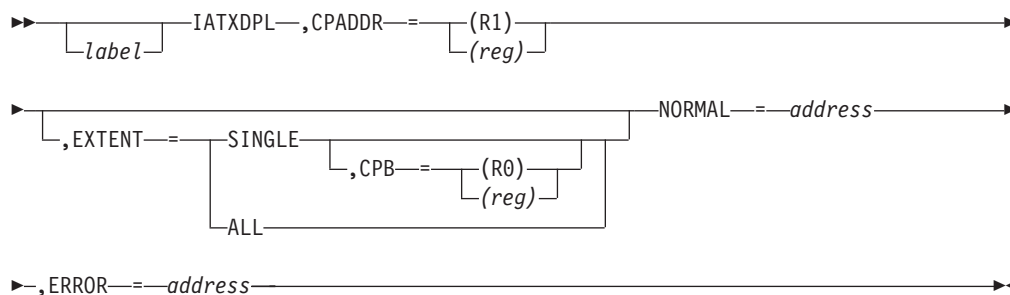 IATXDPL ,CPADDR = (R1)
label (reg)
NORMAL = address
,EXTENT = SINGLE
,CPB = (R0)
(reg)
ALL
,ERROR = address